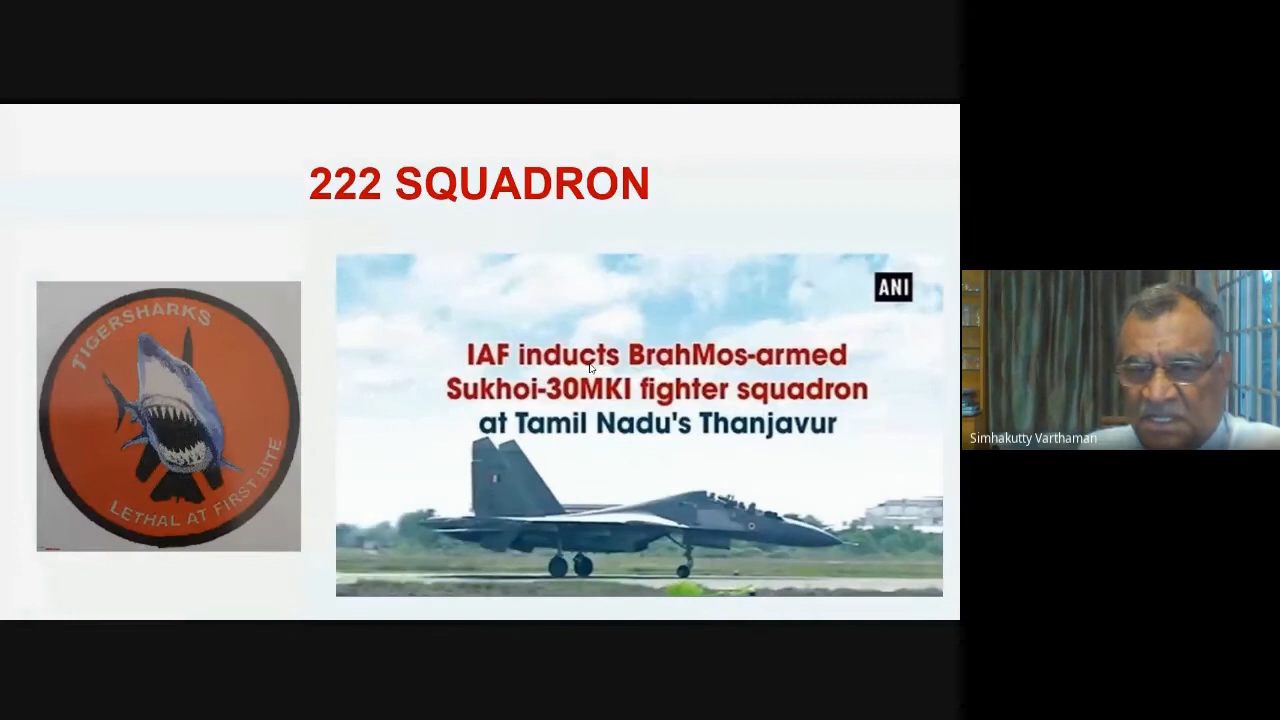 222 SQUADRON
TIGERSHARKS
LETHAL AT FIRST BITE
ANI
IAF inducts BrahMos-armed
Sukhoi-30MKI fighter squadron
at Tamil Nadu's Thanjavur
Simhakutty Varthaman